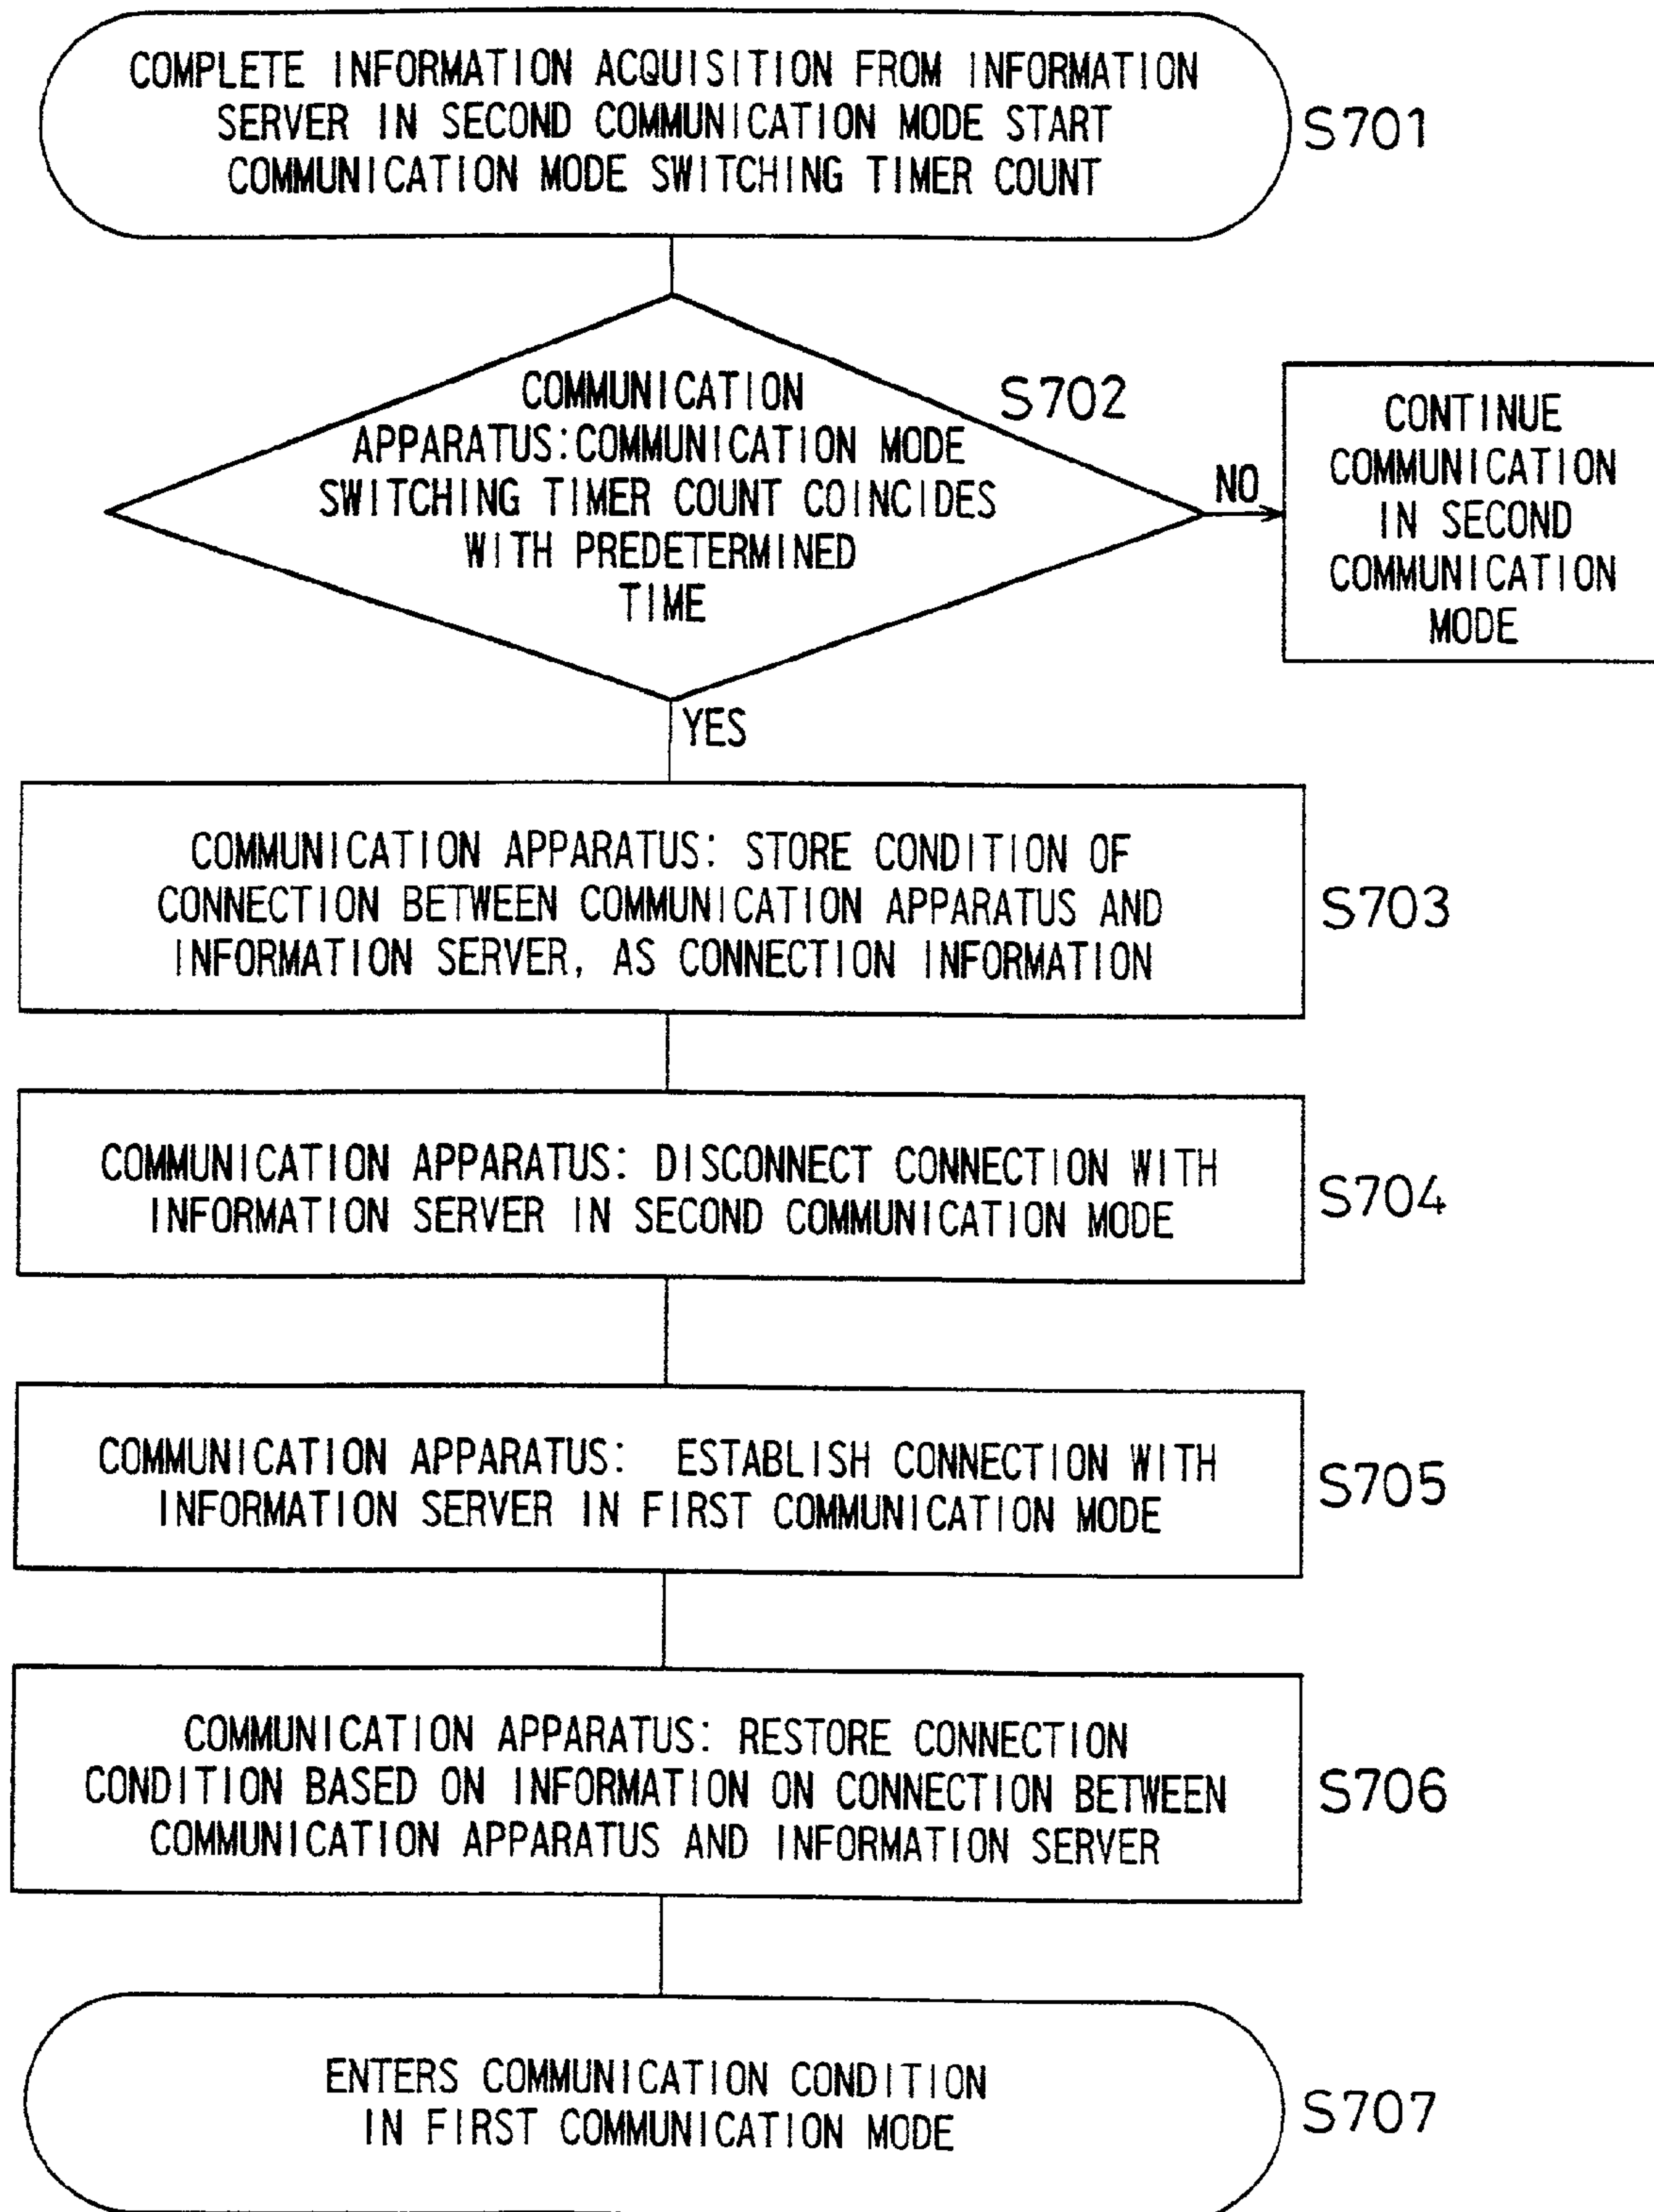 COMPLETE INFORMATION ACQUISITION FROM INFORMATION
SERVER IN SECOND COMMUNICATION MODE START
COMMUNICATION MODE SWITCHING TIMER COUNT
S701
COMMUNICATION
APPARATUS:COMMUNICATION MODE
SWITCHING TIMER COUNT COINCIDES
WITH PREDETERMINED
TIME
S702
NO
CONTINUE
COMMUNICATION
IN SECOND
COMMUNICATION
MODE
YES
COMMUNICATION APPARATUS: STORE CONDITION OF
CONNECTION BETWEEN COMMUNICATION APPARATUS AND
INFORMATION SERVER, AS CONNECTION INFORMATION
S703
COMMUNICATION APPARATUS: DISCONNECT CONNECTION WITH
INFORMATION SERVER IN SECOND COMMUNICATION MODE
S704
COMMUNICATION APPARATUS: ESTABLISH CONNECTION WITH
INFORMATION SERVER IN FIRST COMMUNICATION MODE
S705
COMMUNICATION APPARATUS: RESTORE CONNECTION
CONDITION BASED ON INFORMATION ON CONNECTION BETWEEN
COMMUNICATION APPARATUS AND INFORMATION SERVER
S706
ENTERS COMMUNICATION CONDITION
IN FIRST COMMUNICATION MODE
S707